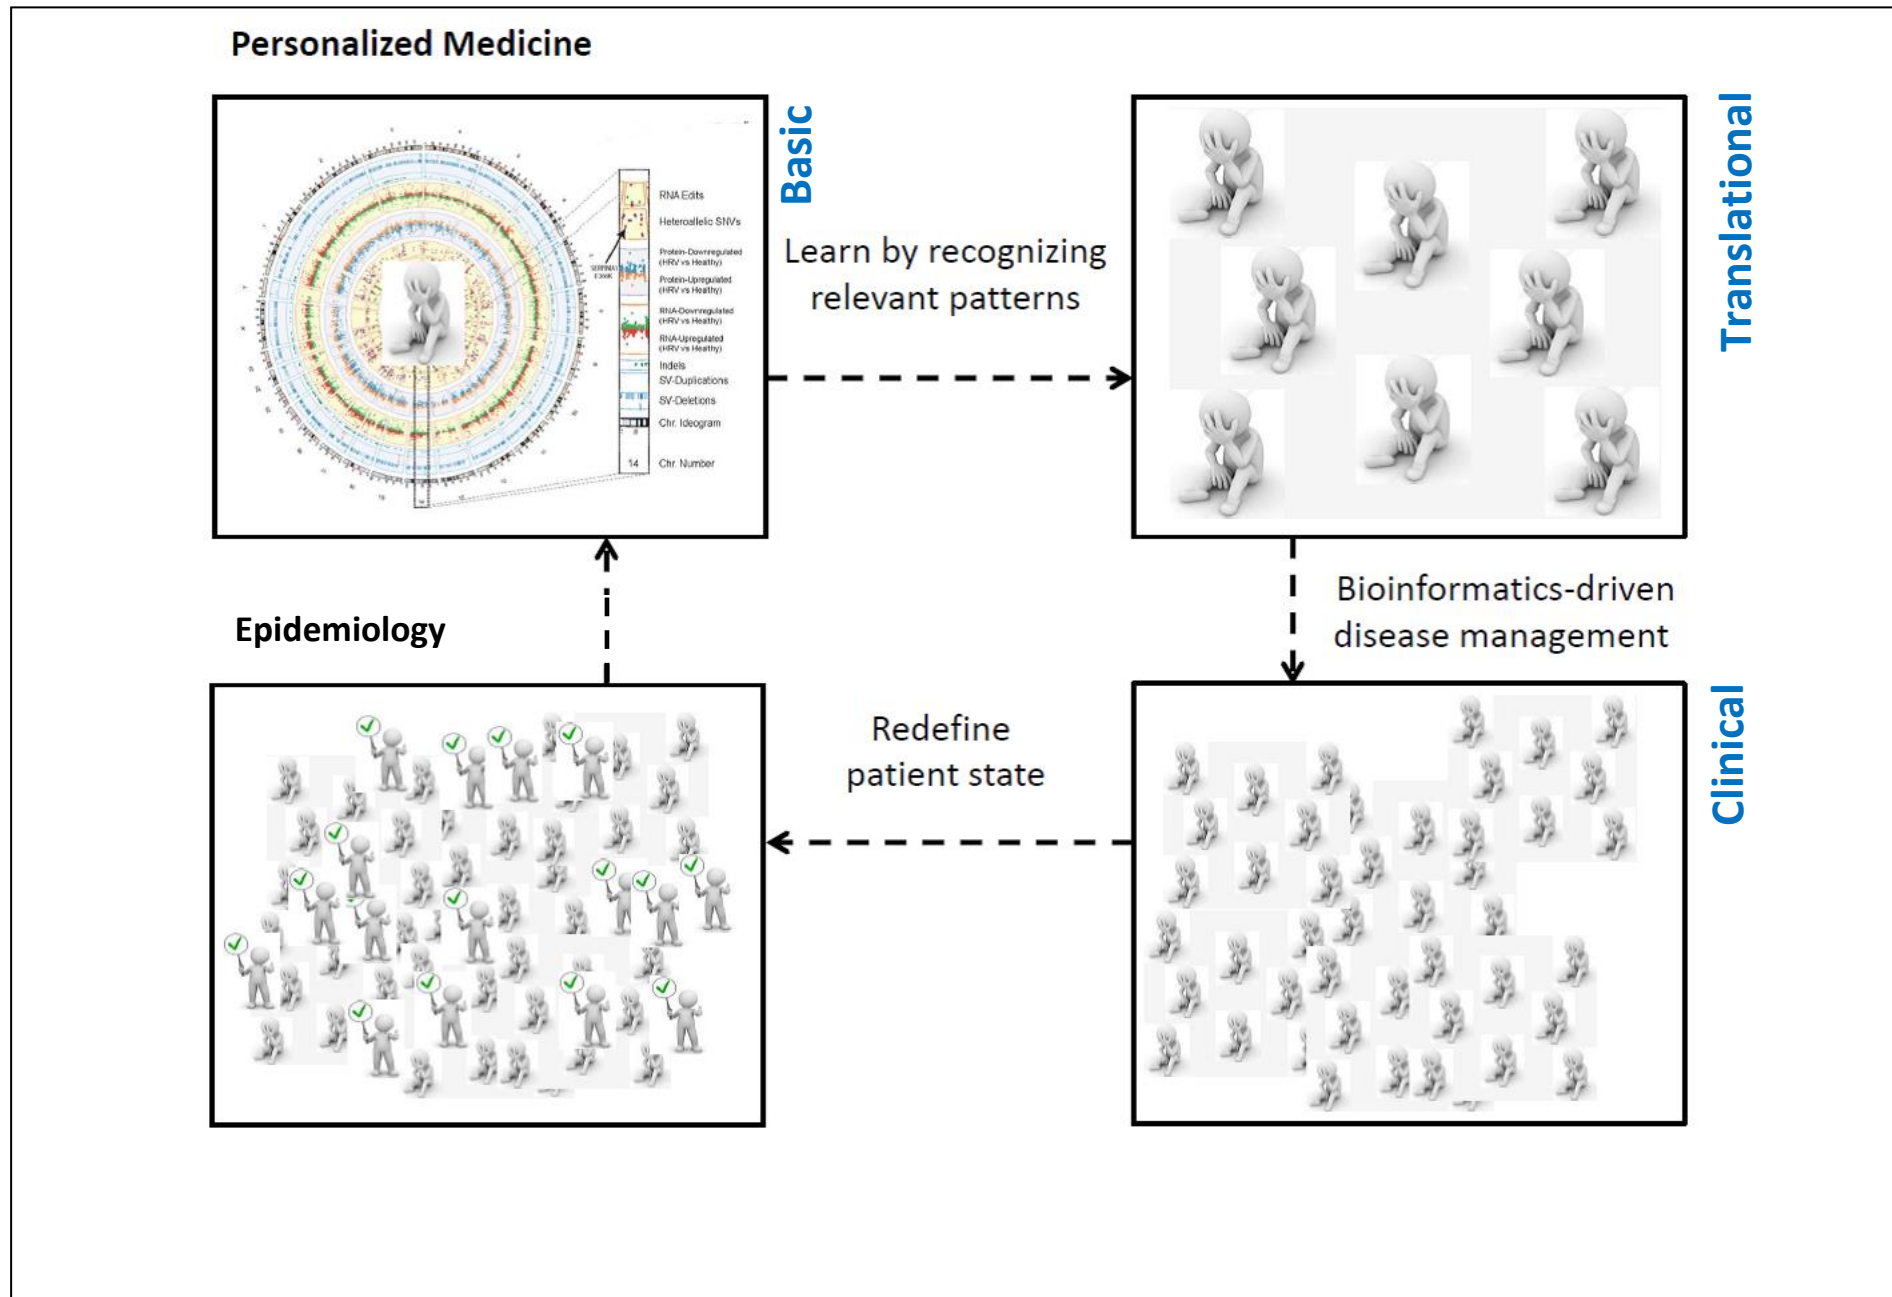 Personalized Medicine
Basic
RNA Edits
Heteroallelic SNVs
Protein-Downregulated
(HRV vs Healthy)
Protein-Upregulated
(HRV vs Healthy)
RNA-Downregulated
(HRV vs Healthy)
RNA-Upregulated
(HRV vs Healthy)
Indels
SV-Duplications
SV-Deletions
Chr. Ideogram
14 Chr. Number
Learn by recognizing
relevant patterns
Translational
Bioinformatics-driven
disease management
Clinical
Redefine
patient state
Epidemiology